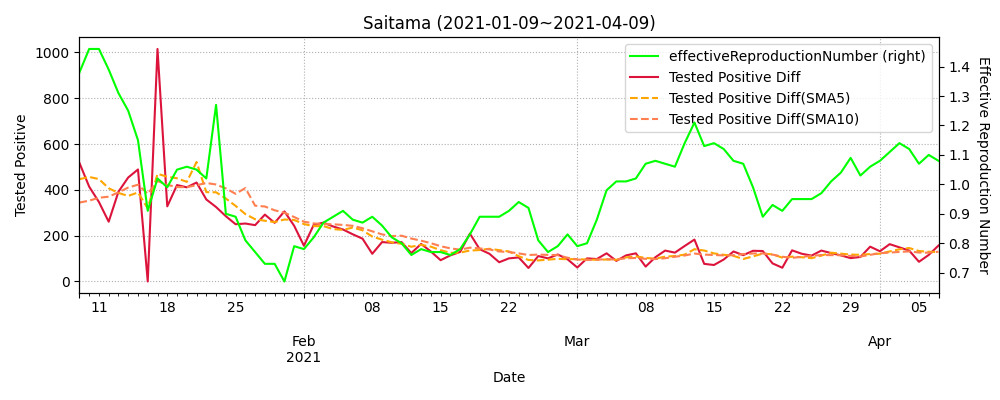 Saitama (2021-01-09~2021-04-09)
effectiveReproductionNumber (right)
Tested Positive Diff
Tested Positive Diff(SMA5)
Tested Positive Diff(SMA10)
Tested Positive
1000
800
600
400
200
0
1.4
1.3
1.2
1.1
1.0
0.9
0.8
0.7
Effective Reproduction Number
11 18 25 08 15 22 08 15 22 29 05
Feb Mar Apr
2021
Date